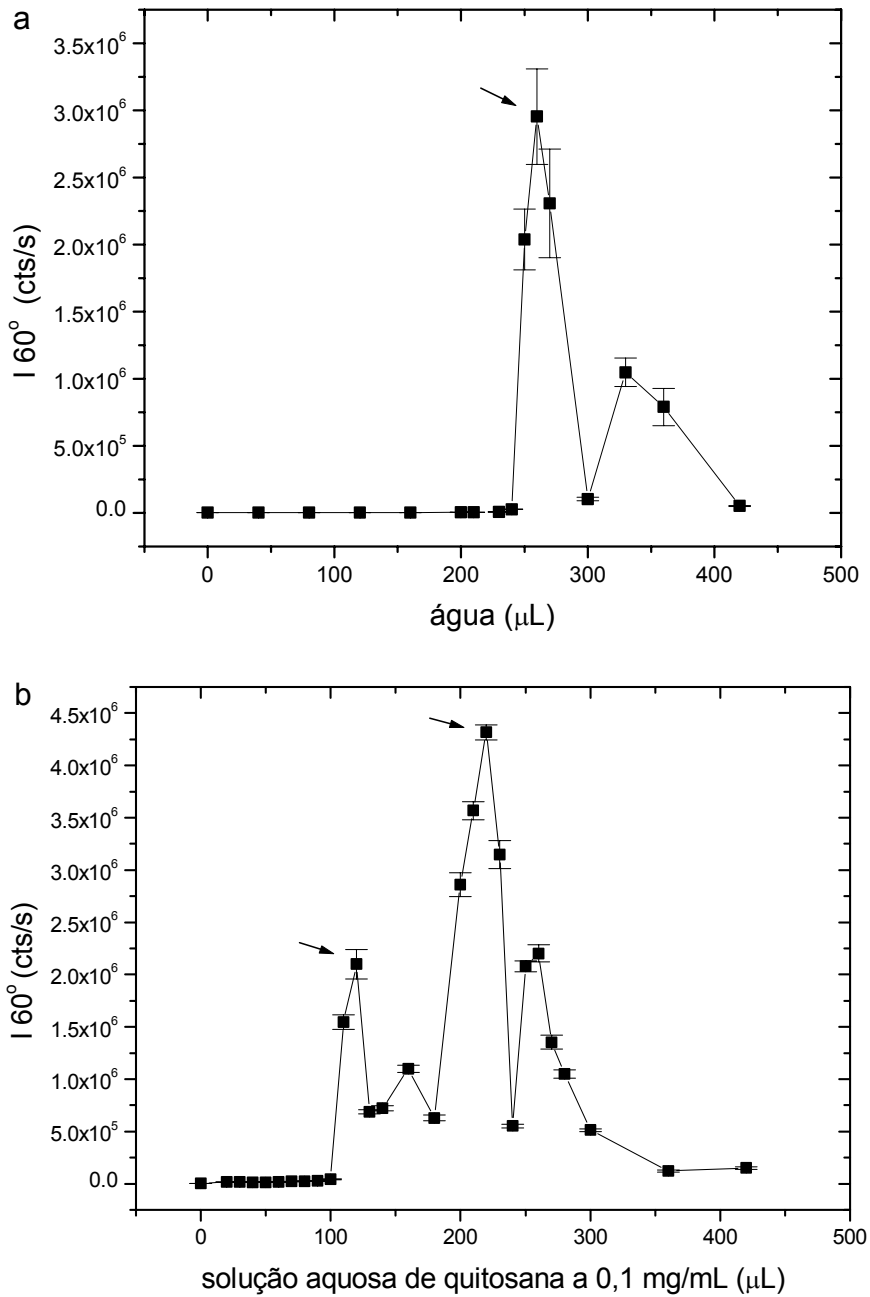 a
3.5x10⁶
3.0x10⁶
2.5x10⁶
2.0x10⁶
1.5x10⁶
1.0x10⁶
5.0x10⁵
0.0
I 60° (cts/s)
0 100 200 300 400 500
água (μL)
b
4.5x10⁶
4.0x10⁶
3.5x10⁶
3.0x10⁶
2.5x10⁶
2.0x10⁶
1.5x10⁶
1.0x10⁶
5.0x10⁵
0.0
I 60° (cts/s)
0 100 200 300 400 500
solução aquosa de quitosana a 0,1 mg/mL (μL)